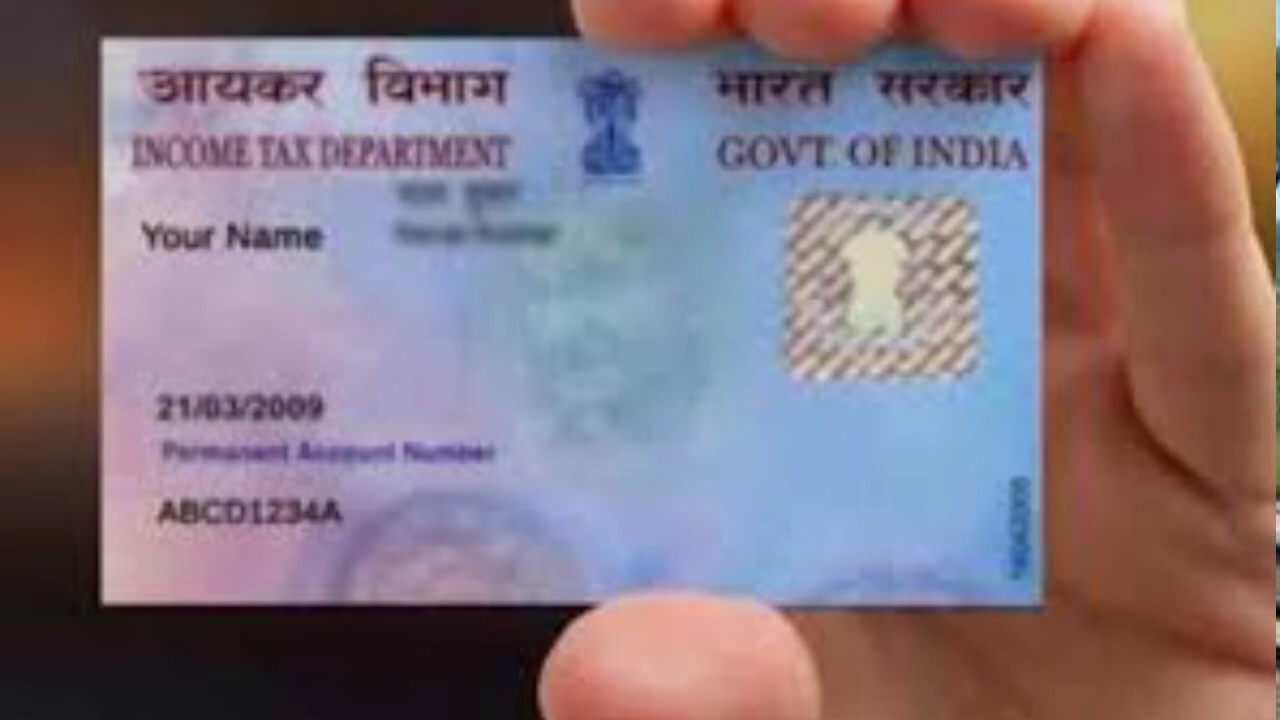 आयकर विभाग
भारत सरकार
INCOME TAX DEPARTMENT
GOVT OF INDIA
Your Name
21/03/2009
Permanent Account Number
ABCD1234A